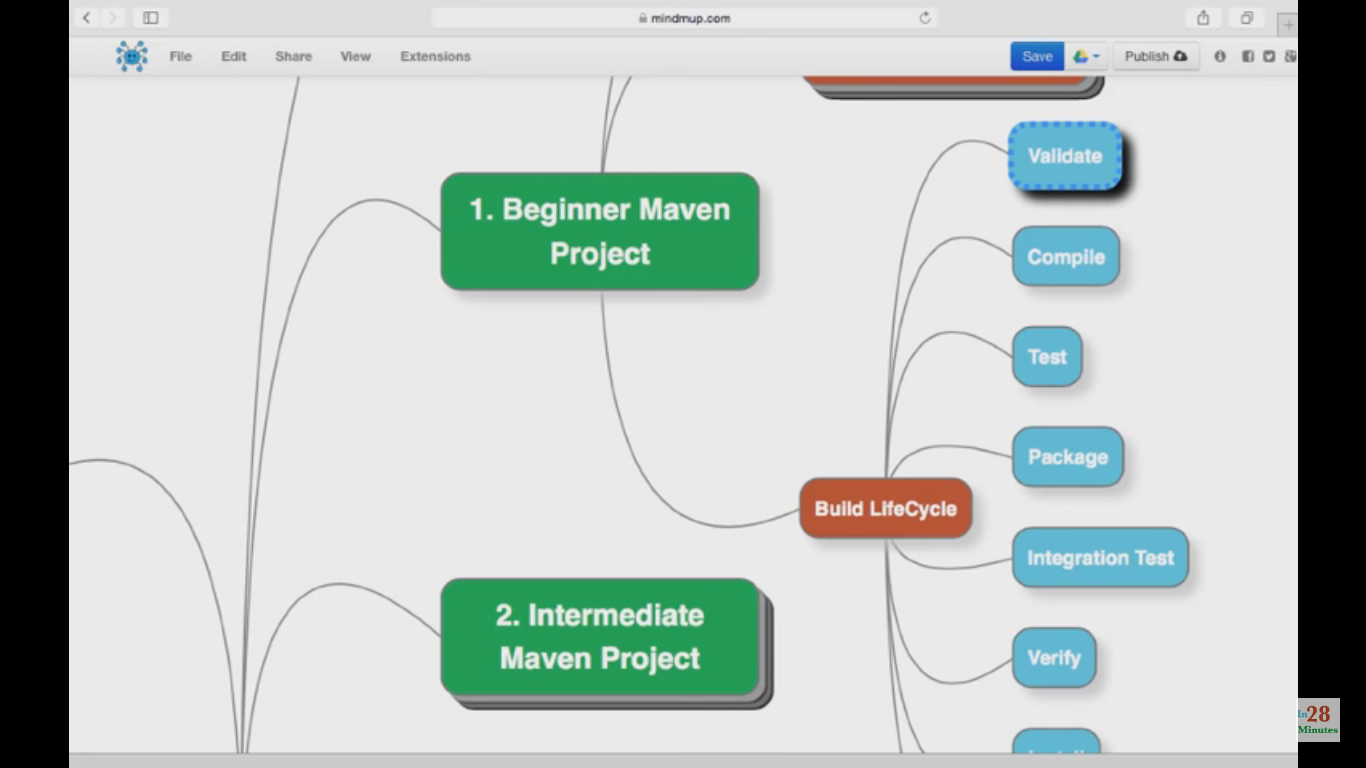 mindmup.com
File Edit Share View Extensions
Save
Publish
Validate
1. Beginner Maven
Project
Compile
Test
Package
Build LifeCycle
Integration Test
2. Intermediate
Maven Project
Verify
In 28
Minutes